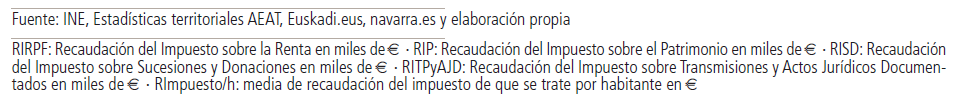 Fuente: INE, Estadísticas territoriales AEAT, Euskadi.eus, navarra.es y elaboración propia
RIRPF: Recaudación del Impuesto sobre la Renta en miles de € · RIP: Recaudación del Impuesto sobre el Patrimonio en miles de € · RISD: Recaudación
del Impuesto sobre Sucesiones y Donaciones en miles de € · RITPyAJD: Recaudación del Impuesto sobre Transmisiones y Actos Jurídicos Documen-
tados en miles de € · RImpuesto/h: media de recaudación del impuesto de que se trate por habitante en €